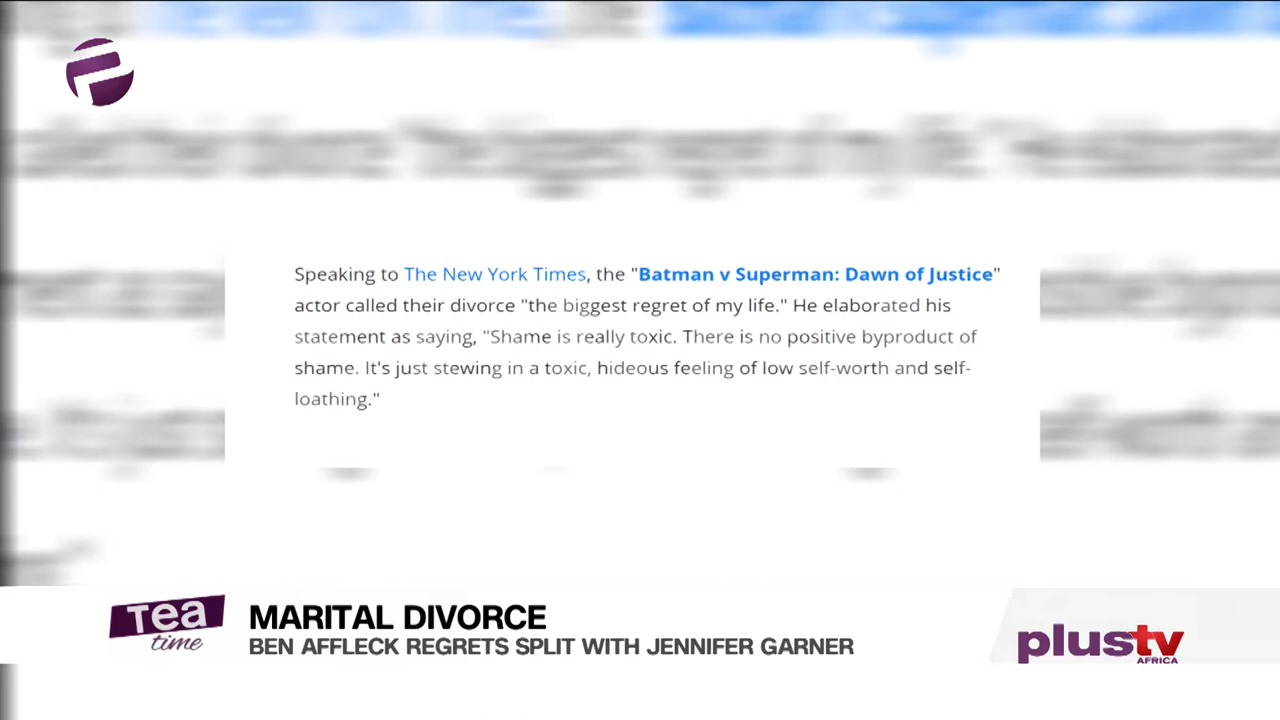 Speaking to The New York Times, the "Batman v Superman: Dawn of Justice"
actor called their divorce "the biggest regret of my life." He elaborated his
statement as saying, "Shame is really toxic. There is no positive byproduct of
shame. It's just stewing in a toxic, hideous feeling of low self-worth and self-
loathing."
Tea
time
MARITAL DIVORCE
BEN AFFLECK REGRETS SPLIT WITH JENNIFER GARNER
plustv
AFRICA